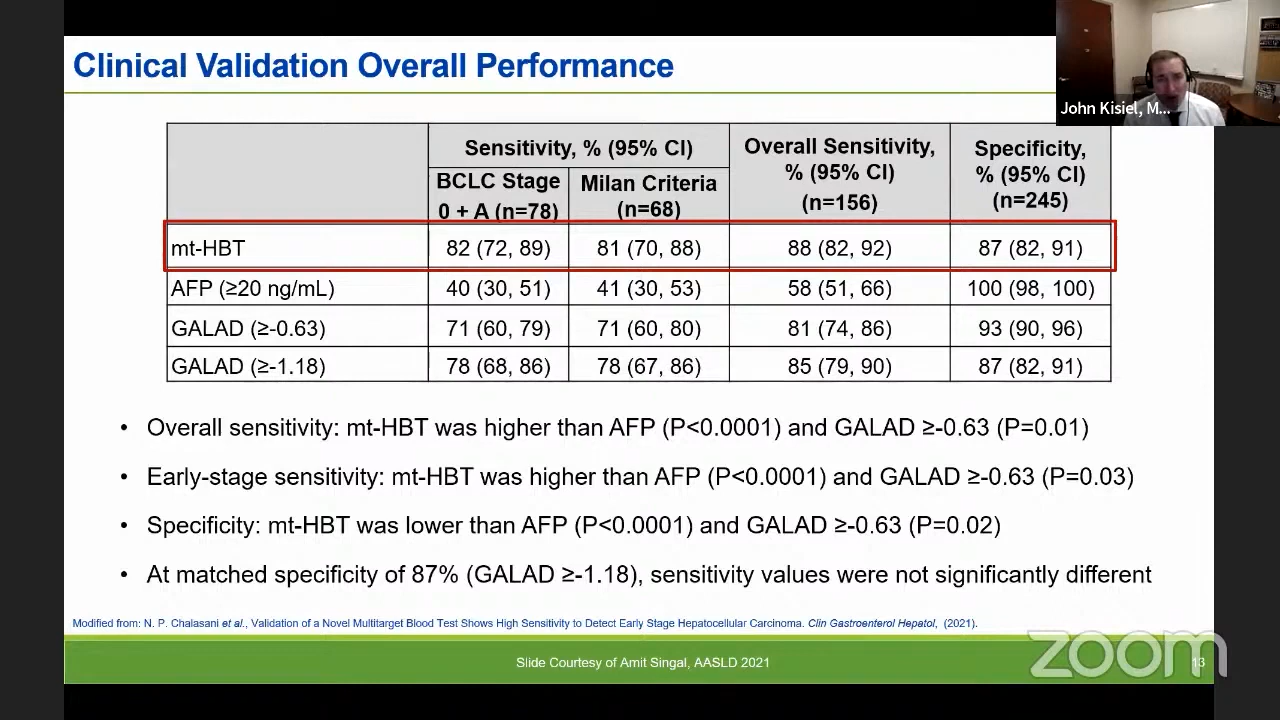 Clinical Validation Overall Performance
John Kisiel, M...
Sensitivity, % (95% CI)
Overall Sensitivity, % (95% CI) (n=156)
Specificity, % (95% CI) (n=245)
BCLC Stage 0 + A (n=78)
Milan Criteria (n=68)
mt-HBT 82 (72, 89) 81 (70, 88) 88 (82, 92) 87 (82, 91)
AFP (≥20 ng/mL) 40 (30, 51) 41 (30, 53) 58 (51, 66) 100 (98, 100)
GALAD (≥-0.63) 71 (60, 79) 71 (60, 80) 81 (74, 86) 93 (90, 96)
GALAD (≥-1.18) 78 (68, 86) 78 (67, 86) 85 (79, 90) 87 (82, 91)
• Overall sensitivity: mt-HBT was higher than AFP (P<0.0001) and GALAD ≥-0.63 (P=0.01)
• Early-stage sensitivity: mt-HBT was higher than AFP (P<0.0001) and GALAD ≥-0.63 (P=0.03)
• Specificity: mt-HBT was lower than AFP (P<0.0001) and GALAD ≥-0.63 (P=0.02)
• At matched specificity of 87% (GALAD ≥-1.18), sensitivity values were not significantly different
Modified from: N. P. Chalasani et al., Validation of a Novel Multitarget Blood Test Shows High Sensitivity to Detect Early Stage Hepatocellular Carcinoma. Clin Gastroenterol Hepatol, (2021).
Slide Courtesy of Amit Singal, AASLD 2021
zoom
13